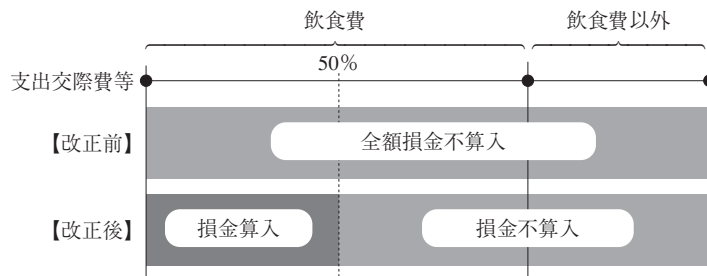 飲食費 飲食費以外
50%
支出交際費等
【改正前】 全額損金不算入
【改正後】 損金算入 損金不算入